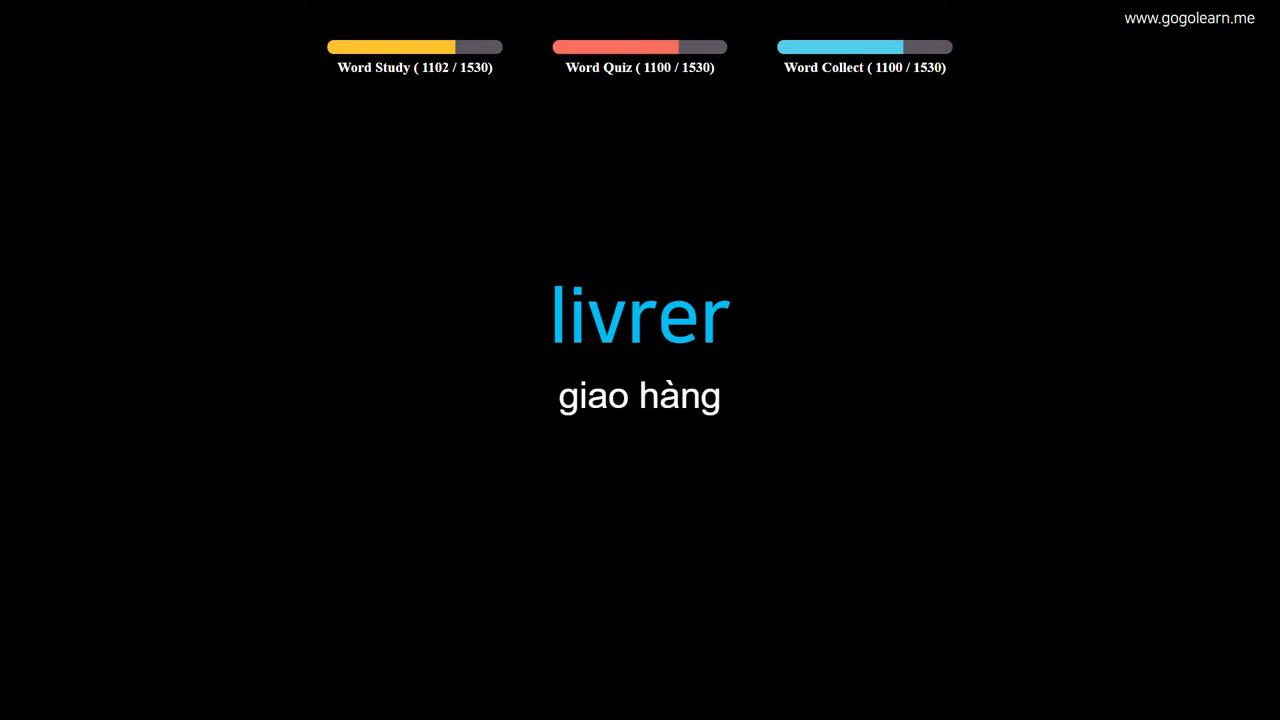 www.gogolearn.me
Word Study ( 1102 / 1530)
Word Quiz ( 1100 / 1530)
Word Collect ( 1100 / 1530)
livrer
giao hàng